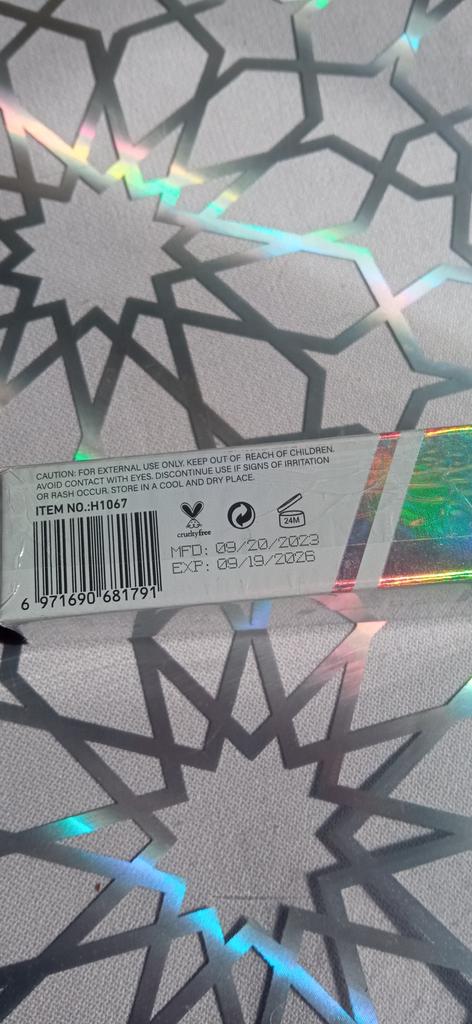 CAUTION: FOR EXTERNAL USE ONLY. KEEP OUT OF REACH OF CHILDREN.
AVOID CONTACT WITH EYES. DISCONTINUE USE IF SIGNS OF IRRITATION
OR RASH OCCUR. STORE IN A COOL AND DRY PLACE.
ITEM NO.:H1067
crueltyfree
24M
MFD: 09/20/2023
EXP: 09/19/2026
6 971690 681791